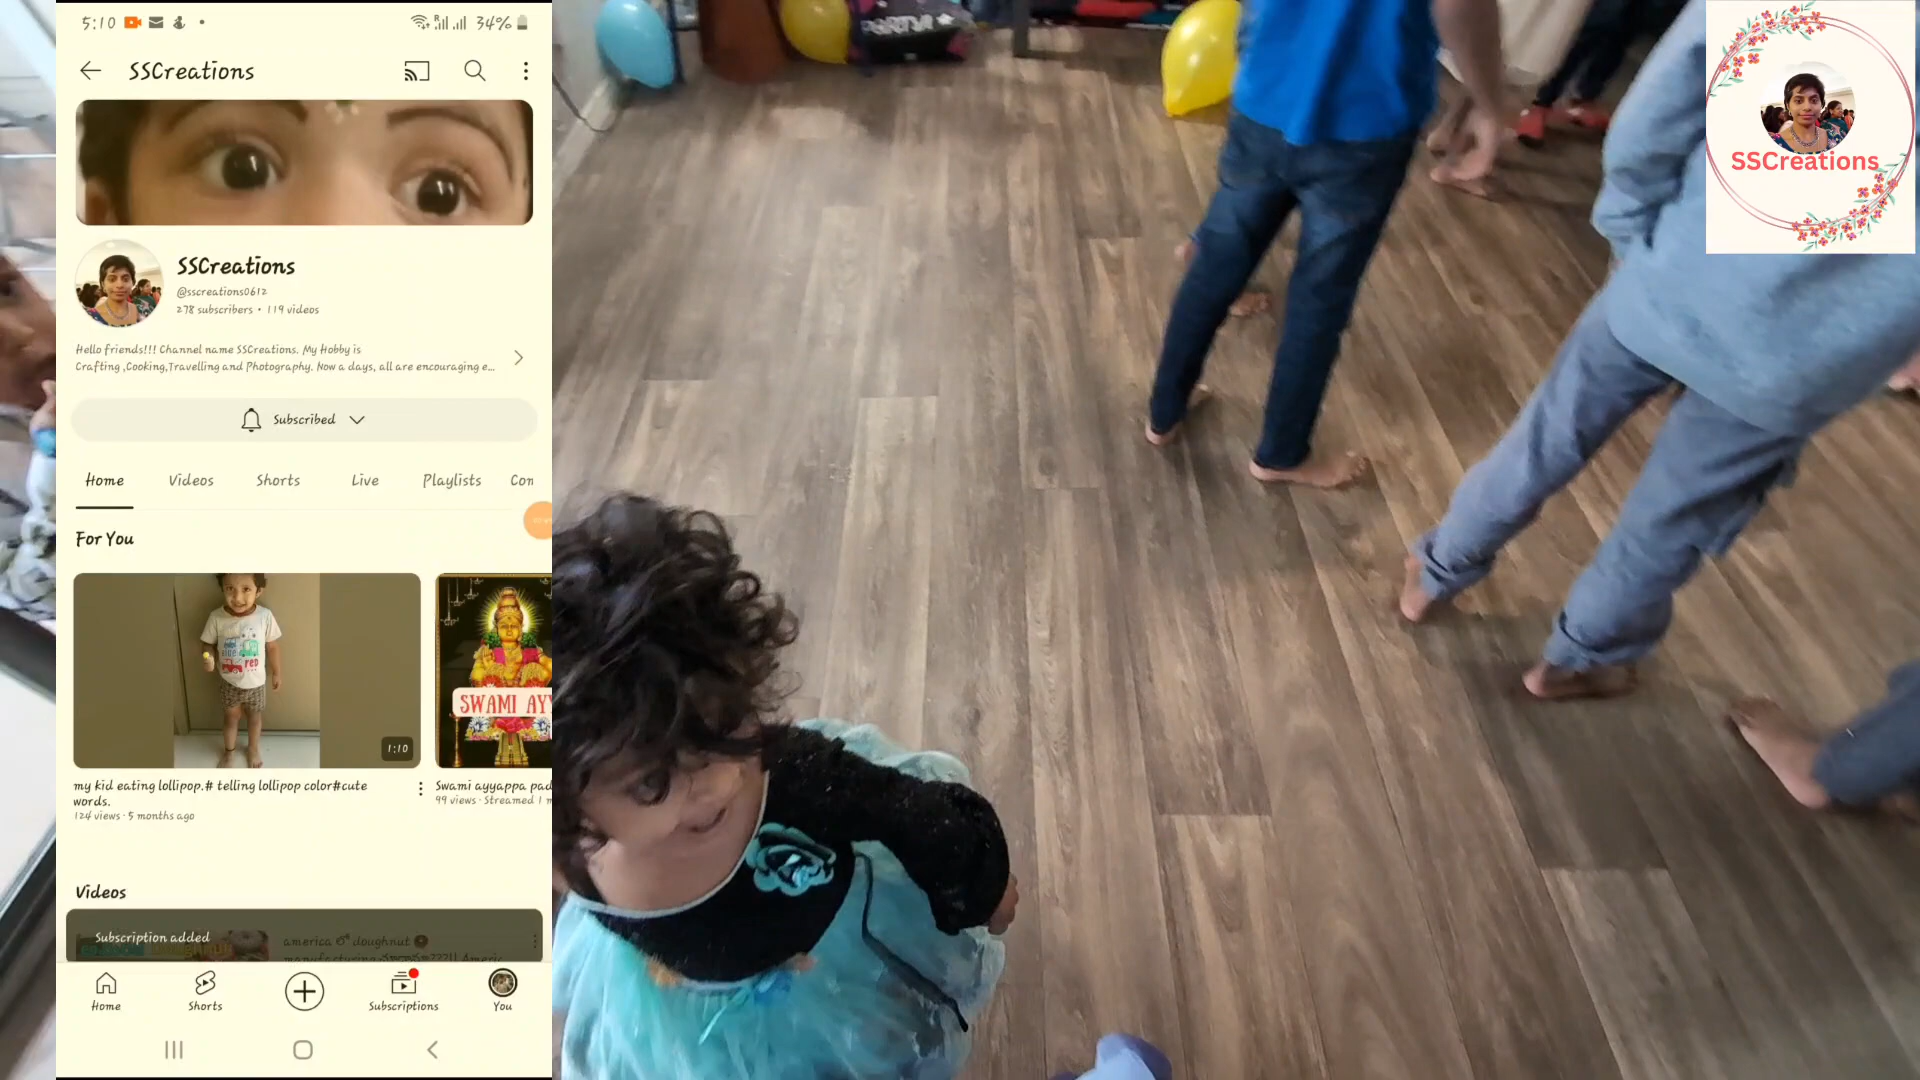 5:10
34%
SSCreations
SSCreations
@sscreations0612
278 subscribers • 119 videos
Hello friends!!! Channel name SSCreations. My Hobby is
Crafting ,Cooking,Travelling and Photography. Now a days, all are encouraging e...
Subscribed
Home Videos Shorts Live Playlists Con
For You
1:10
SWAMI AY
my kid eating lollipop.# telling lollipop color#cute
words.
124 views · 5 months ago
Swami ayyappa pad
99 views · Streamed 1 m
Videos
Subscription added
america లో doughnut
Home
Shorts
Subscriptions
You
SSCreations
red